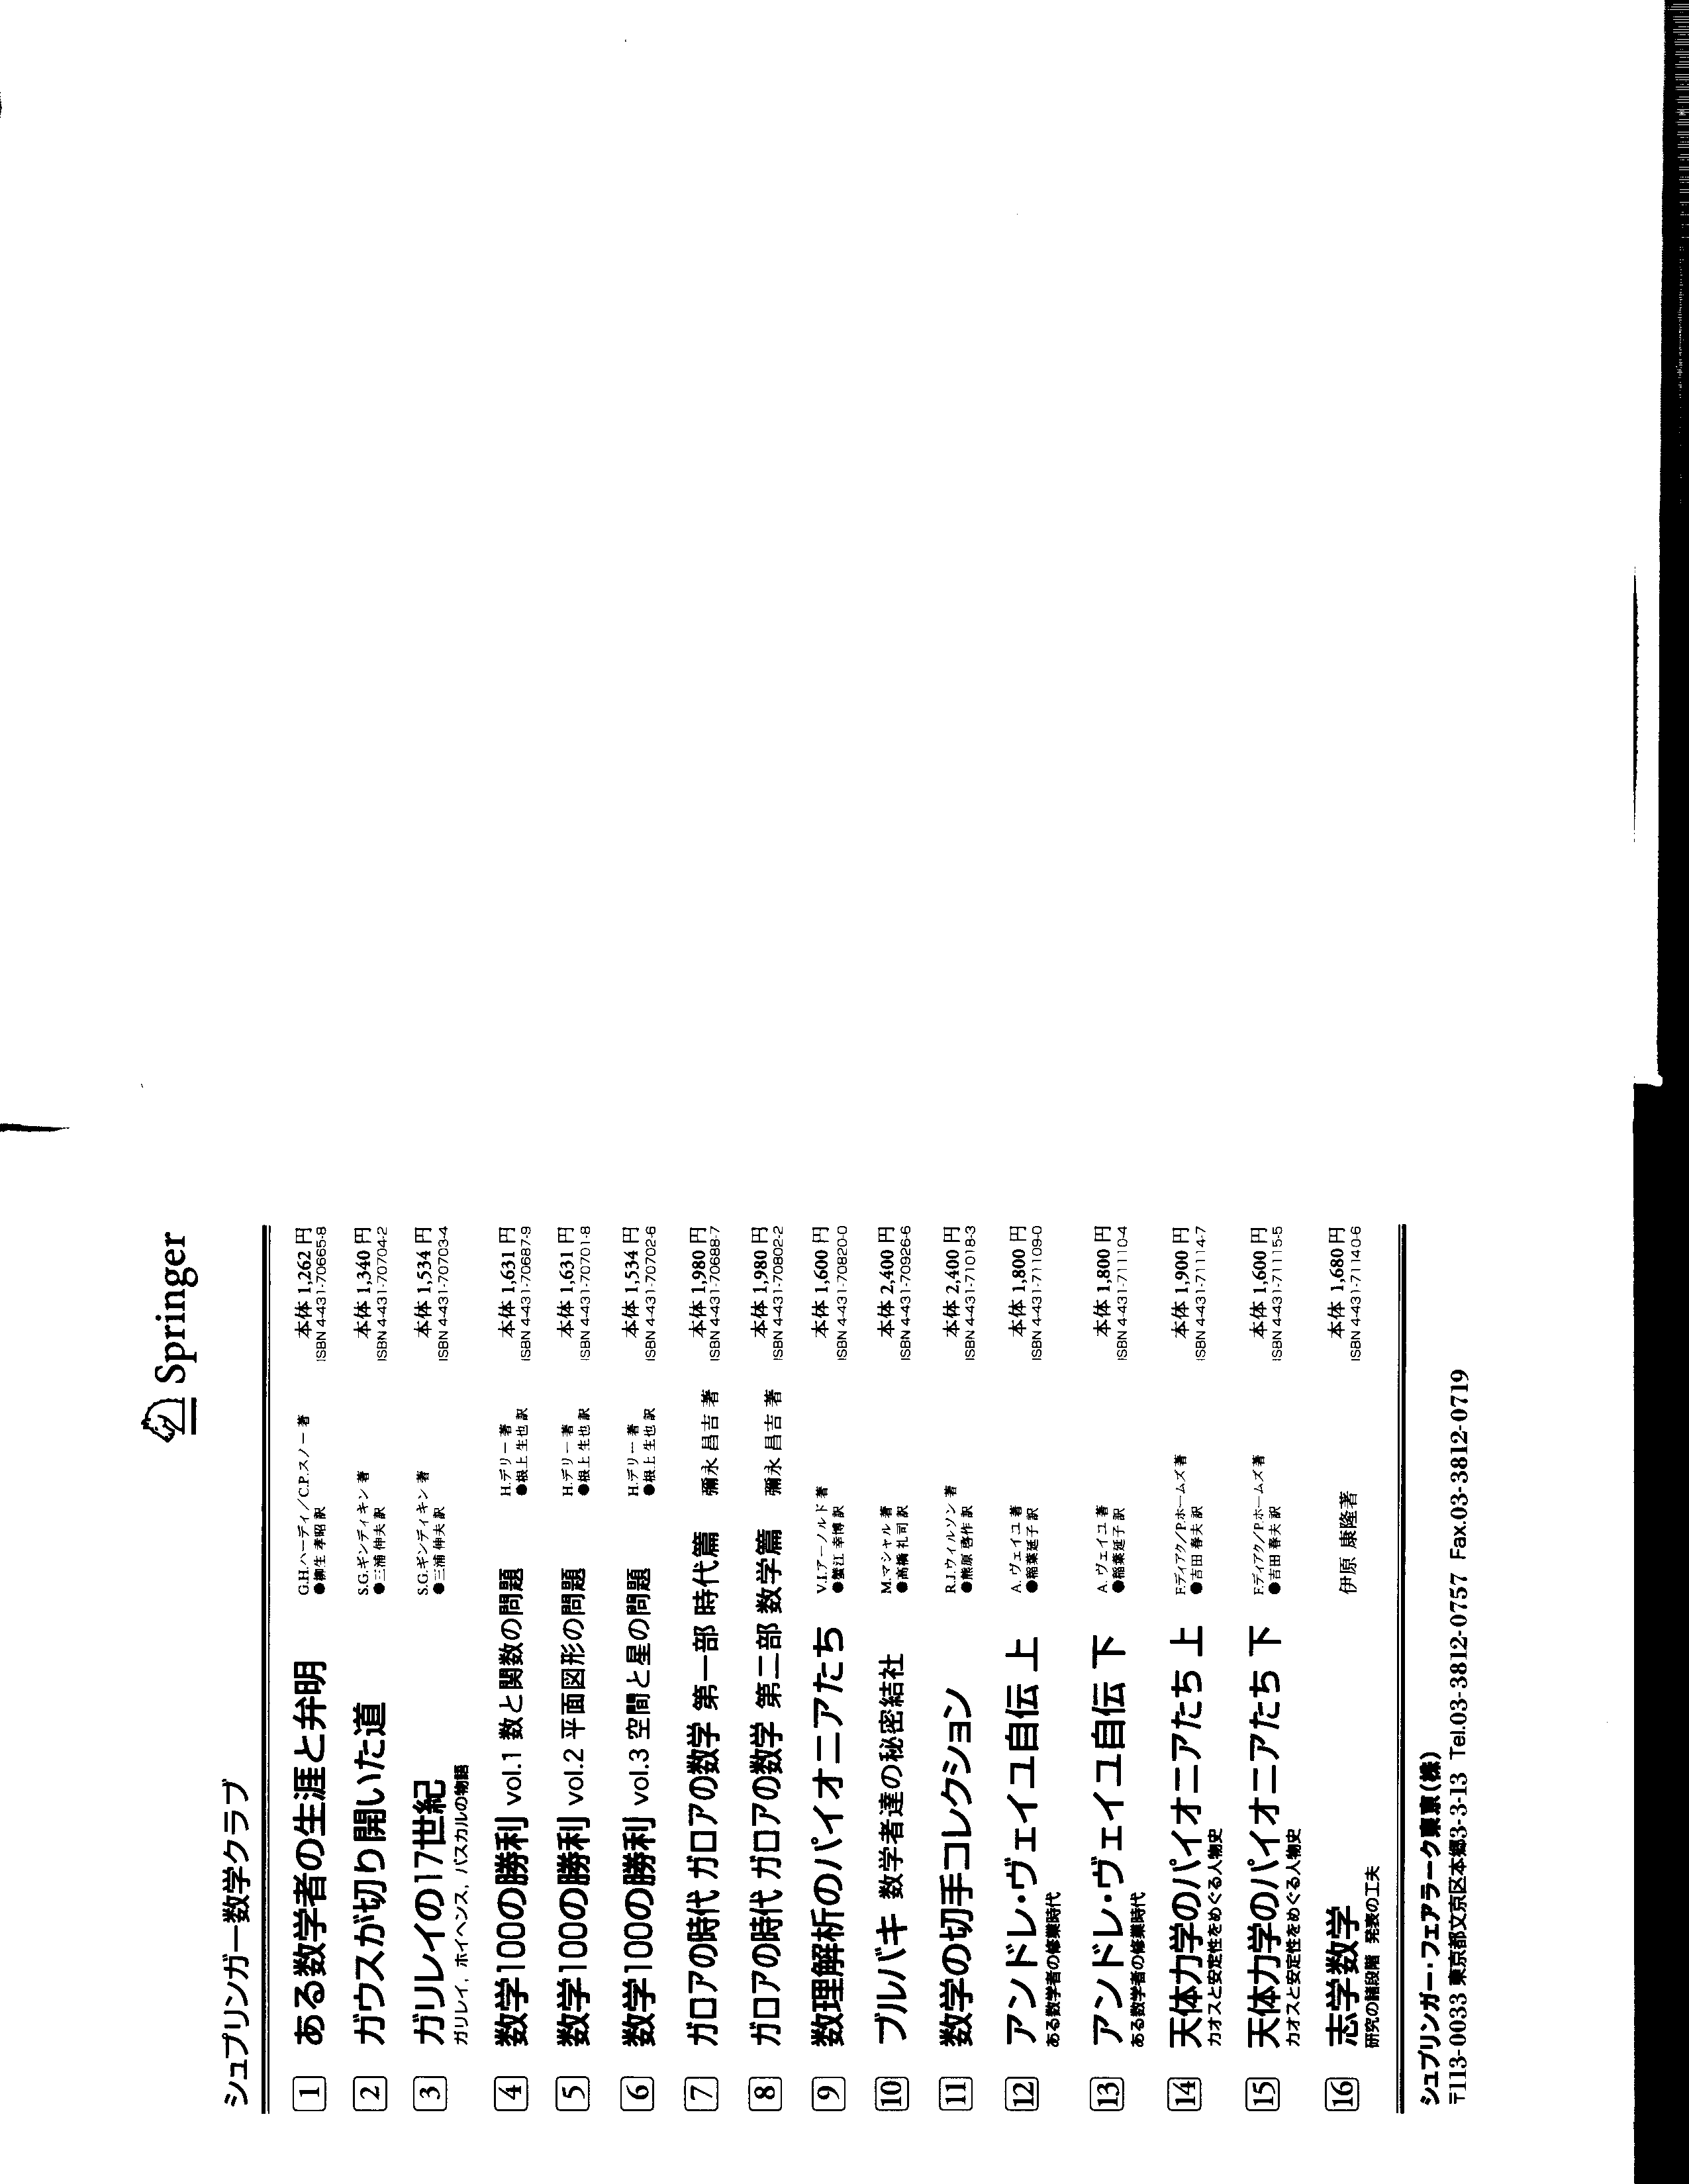 Springer
シュプリンガー数学クラブ
1 ある数学者の生涯と弁明 G.H.ハーディ/C.P.スノー 著 本体 1,262 円
●柳生 孝昭 訳 ISBN 4-431-70665-8
2 ガウスが切り開いた道 S.G.ギンディキン 著 本体 1,340 円
●三浦 伸夫 訳 ISBN 4-431-70704-2
3 ガリレイの17世紀 S.G.ギンディキン 著 本体 1,534 円
ガリレイ, ホイヘンス, パスカルの物語 ●三浦 伸夫 訳 ISBN 4-431-70703-4
4 数学100の勝利 vol.1 数と関数の問題 H.デリー 著 本体 1,631 円
●根上 生也 訳 ISBN 4-431-70687-9
5 数学100の勝利 vol.2 平面図形の問題 H.デリー 著 本体 1,631 円
●根上 生也 訳 ISBN 4-431-70701-8
6 数学100の勝利 vol.3 空間と星の問題 H.デリー 著 本体 1,534 円
●根上 生也 訳 ISBN 4-431-70702-6
7 ガロアの時代 ガロアの数学 第一部 時代篇 彌永 昌吉 著 本体 1,980 円
ISBN 4-431-70688-7
8 ガロアの時代 ガロアの数学 第二部 数学篇 彌永 昌吉 著 本体 1,980 円
ISBN 4-431-70802-2
9 数理解析のパイオニアたち V.I.アーノルド 著 本体 1,600 円
●蟹江 幸博 訳 ISBN 4-431-70820-0
10 ブルバキ 数学者達の秘密結社 M.マシャル 著 本体 2,400 円
●高橋 礼司 訳 ISBN 4-431-70926-6
11 数学の切手コレクション R.J.ウィルソン 著 本体 2,400 円
●熊原 啓作 訳 ISBN 4-431-71018-3
12 アンドレ・ヴェイユ自伝 上 A. ヴェイユ 著 本体 1,800 円
ある数学者の修業時代 ●稲葉延子 訳 ISBN 4-431-71109-0
13 アンドレ・ヴェイユ自伝 下 A. ヴェイユ 著 本体 1,800 円
ある数学者の修業時代 ●稲葉延子 訳 ISBN 4-431-71110-4
14 天体力学のパイオニアたち 上 F.ディアク/P.ホームズ 著 本体 1,900 円
カオスと安定性をめぐる人物史 ●吉田 春夫 訳 ISBN 4-431-71114-7
15 天体力学のパイオニアたち 下 F.ディアク/P.ホームズ 著 本体 1,600 円
カオスと安定性をめぐる人物史 ●吉田 春夫 訳 ISBN 4-431-71115-5
16 志学数学 伊原 康隆著 本体 1,680 円
研究の諸段階 発表の工夫 ISBN 4-431-71140-6
シュプリンガー・フェアラーク東京(株)
〒113-0033 東京都文京区本郷3-3-13 Tel.03-3812-0757 Fax.03-3812-0719